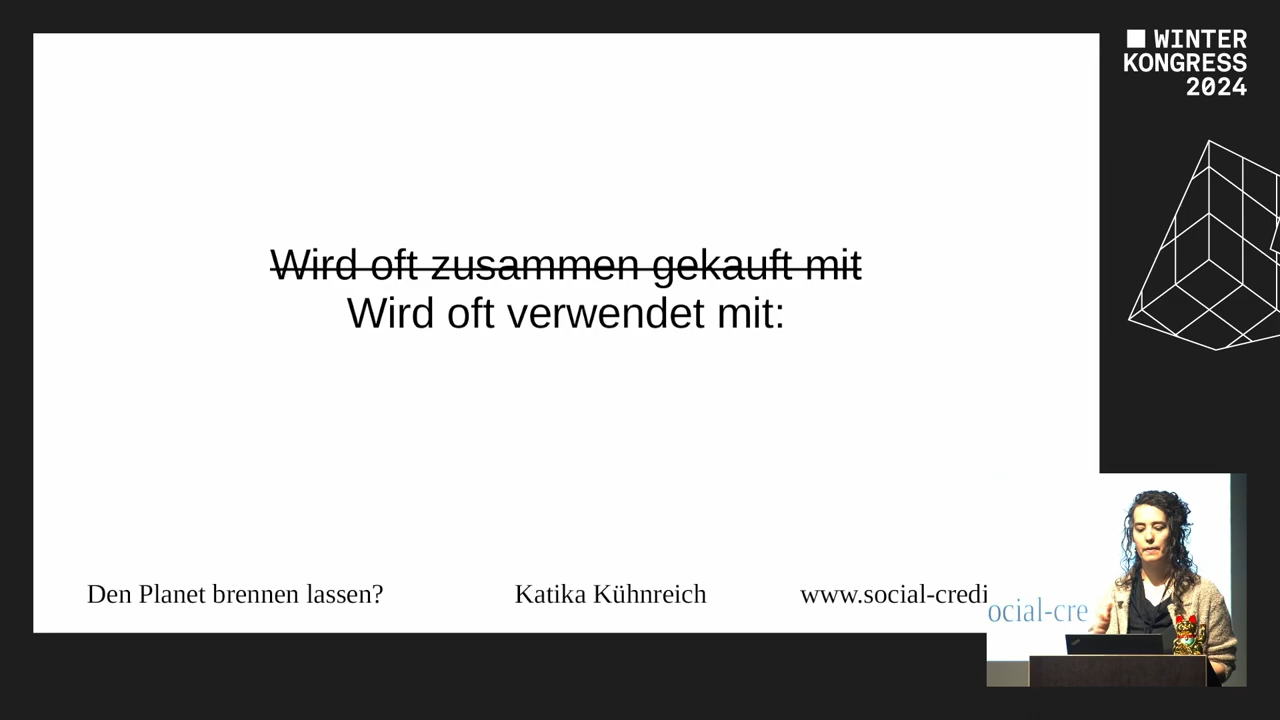 WINTER
KONGRESS
2024
Wird oft zusammen gekauft mit
Wird oft verwendet mit:
Den Planet brennen lassen? Katika Kühnreich www.social-credi
ocial-cre